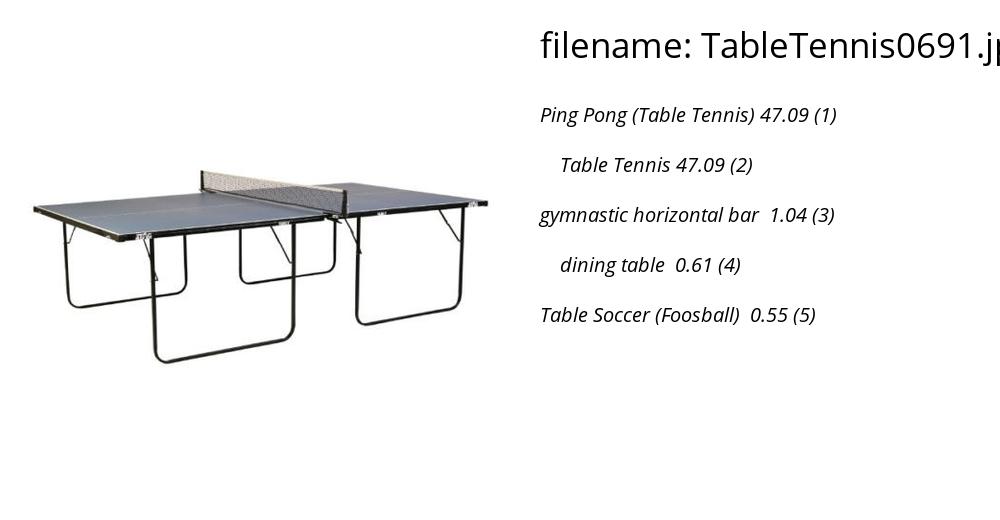 filename: TableTennis0691.jp
Ping Pong (Table Tennis) 47.09 (1)
Table Tennis 47.09 (2)
gymnastic horizontal bar 1.04 (3)
dining table 0.61 (4)
Table Soccer (Foosball) 0.55 (5)